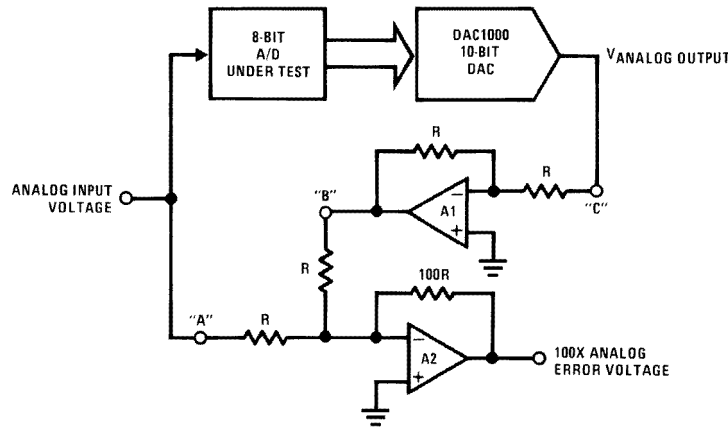 8-BIT
A/D
UNDER TEST
DAC1000
10-BIT
DAC
VANALOG OUTPUT
R
R
ANALOG INPUT
VOLTAGE
"B"
−
A1
+
"C"
R
100R
"A"
R
−
A2
+
100X ANALOG
ERROR VOLTAGE